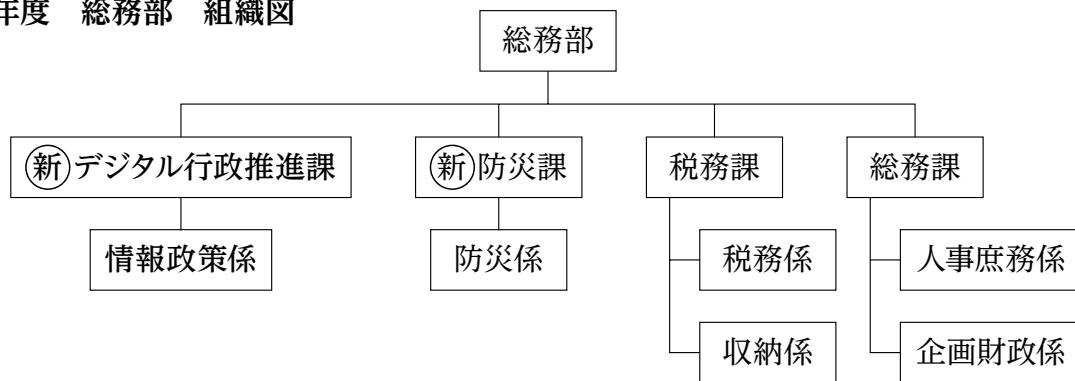 年度　総務部　組織図
総務部
㊟デジタル行政推進課
新防災課
税務課
総務課
情報政策係
防災係
税務係
人事庶務係
収納係
企画財政係